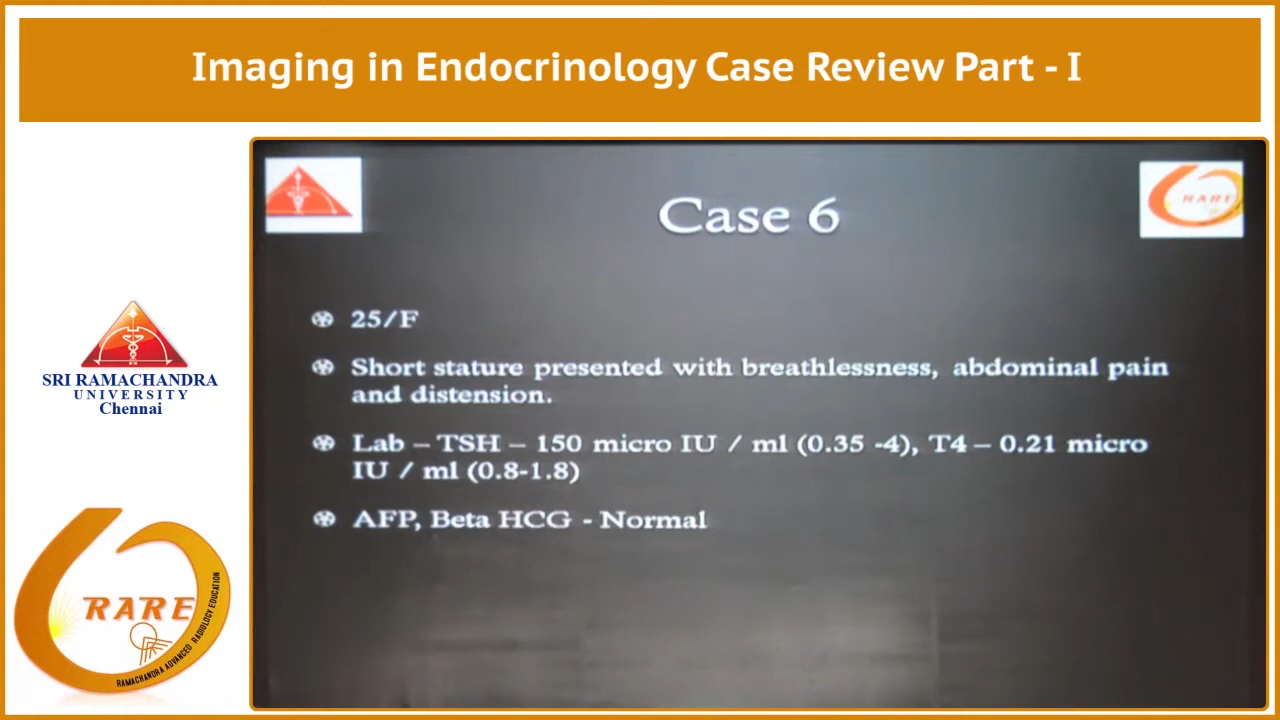 Imaging in Endocrinology Case Review Part - I
RARE
Case 6
25/F
Short stature presented with breathlessness, abdominal pain
and distension.
Lab – TSH – 150 micro IU / ml (0.35 -4), T4 – 0.21 micro
IU / ml (0.8-1.8)
AFP, Beta HCG - Normal
SRI RAMACHANDRA
UNIVERSITY
Chennai
RARE
RAMACHANDRA ADVANCED RADIOLOGY EDUCATION